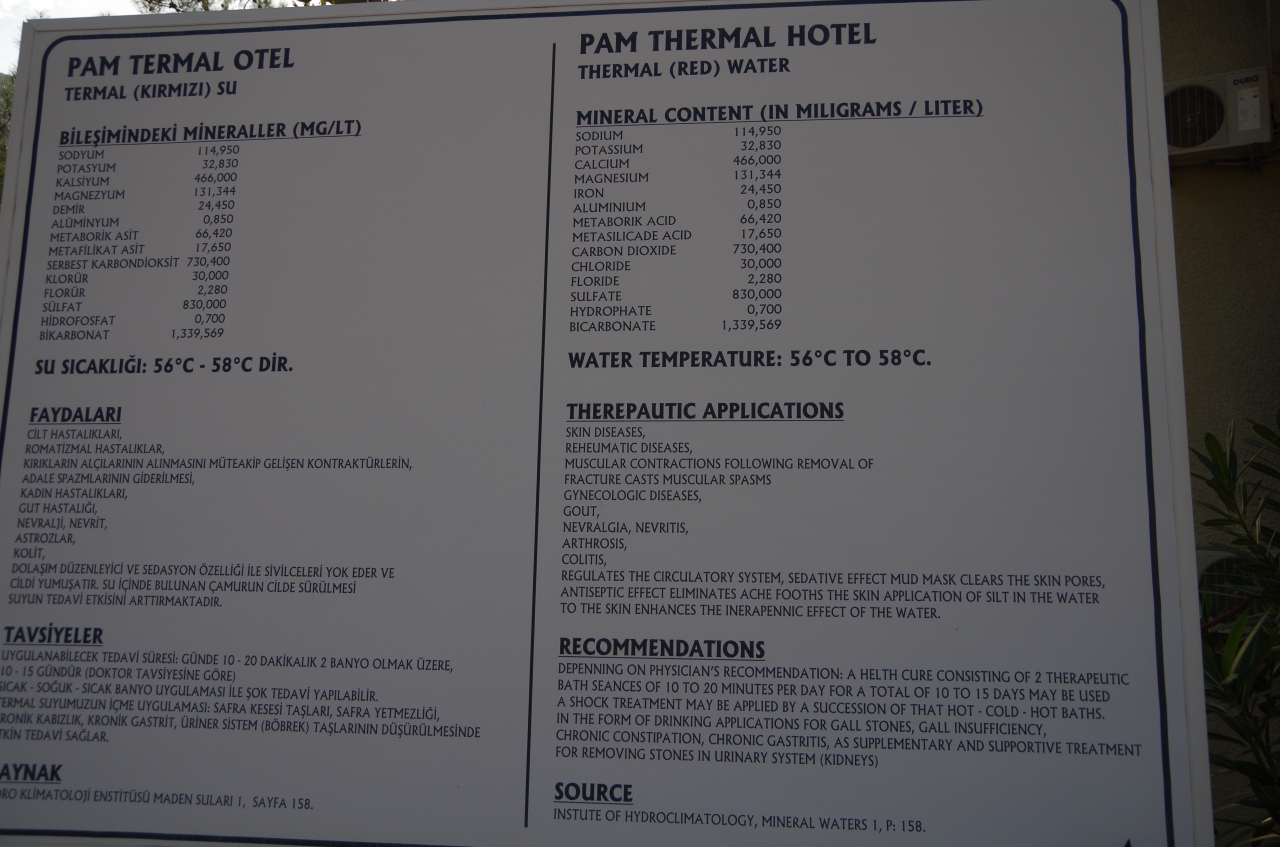 PAM TERMAL OTEL
TERMAL (KIRMIZI) SU
BİLEŞİMİNDEKİ MİNERALLER (MG/LT)
SODYUM 114,950
POTASYUM 32,830
KALSİYUM 466,000
MAGNEZYUM 131,344
DEMİR 24,450
ALÜMİNYUM 0,850
METABORİK ASİT 66,420
METAFİLİKAT ASİT 17,650
SERBEST KARBONDİOKSİT 730,400
KLORÜR 30,000
FLORÜR 2,280
SÜLFAT 830,000
HİDROFOSFAT 0,700
BİKARBONAT 1,339,569
SU SICAKLIĞI: 56°C - 58°C DİR.
FAYDALARI
CİLT HASTALIKLARI,
ROMATİZMAL HASTALIKLAR,
KIRIKLARIN ALÇILARININ ALINMASINI MÜTEAKİP GELİŞEN KONTRAKTÜRLERİN,
ADALE SPAZMLARININ GİDERİLMESİ,
KADIN HASTALIKLARI,
GUT HASTALIĞI,
NEVRALJİ, NEVRİT,
ASTROZLAR,
KOLİT,
DOLAŞIM DÜZENLEYİCİ VE SEDASYON ÖZELLİĞİ İLE SİVİLCELERİ YOK EDER VE
CİLDİ YUMUŞATIR. SU İÇİNDE BULUNAN ÇAMURUN CİLDE SÜRÜLMESİ
SUYUN TEDAVİ ETKİSİNİ ARTTIRMAKTADIR.
TAVSİYELER
UYGULANABİLECEK TEDAVİ SÜRESİ: GÜNDE 10 - 20 DAKİKALIK 2 BANYO OLMAK ÜZERE,
10 - 15 GÜNDÜR (DOKTOR TAVSİYESİNE GÖRE)
SICAK - SOĞUK - SICAK BANYO UYGULAMASI İLE ŞOK TEDAVİ YAPILABİLİR.
TERMAL SUYUMUZUN İÇME UYGULAMASI: SAFRA KESESİ TAŞLARI, SAFRA YETMEZLİĞİ,
RONİK KABIZLIK, KRONİK GASTRİT, ÜRİNER SİSTEM (BÖBREK) TAŞLARININ DÜŞÜRÜLMESİNDE
TKİN TEDAVİ SAĞLAR.
AYNAK
DRO KLİMATOLOJİ ENSTİTÜSÜ MADEN SULARI 1, SAYFA 158.
PAM THERMAL HOTEL
THERMAL (RED) WATER
MINERAL CONTENT (IN MILIGRAMS / LITER)
SODIUM 114,950
POTASSIUM 32,830
CALCIUM 466,000
MAGNESIUM 131,344
IRON 24,450
ALUMINIUM 0,850
METABORIK ACID 66,420
METASILICADE ACID 17,650
CARBON DIOXIDE 730,400
CHLORIDE 30,000
FLORIDE 2,280
SULFATE 830,000
HYDROPHATE 0,700
BICARBONATE 1,339,569
WATER TEMPERATURE: 56°C TO 58°C.
THEREPAUTIC APPLICATIONS
SKIN DISEASES,
REHEUMATIC DISEASES,
MUSCULAR CONTRACTIONS FOLLOWING REMOVAL OF
FRACTURE CASTS MUSCULAR SPASMS
GYNECOLOGIC DISEASES,
GOUT,
NEVRALGIA, NEVRITIS,
ARTHROSIS,
COLITIS,
REGULATES THE CIRCULATORY SYSTEM, SEDATIVE EFFECT MUD MASK CLEARS THE SKIN PORES,
ANTISEPTIC EFFECT ELIMINATES ACHE FOOTHS THE SKIN APPLICATION OF SILT IN THE WATER
TO THE SKIN ENHANCES THE INERAPENNIC EFFECT OF THE WATER.
RECOMMENDATIONS
DEPENNING ON PHYSICIAN'S RECOMMENDATION: A HELTH CURE CONSISTING OF 2 THERAPEUTIC
BATH SEANCES OF 10 TO 20 MINUTES PER DAY FOR A TOTAL OF 10 TO 15 DAYS MAY BE USED
A SHOCK TREATMENT MAY BE APPLIED BY A SUCCESSION OF THAT HOT - COLD - HOT BATHS.
IN THE FORM OF DRINKING APPLICATIONS FOR GALL STONES, GALL INSUFFICIENCY,
CHRONIC CONSTIPATION, CHRONIC GASTRITIS, AS SUPPLEMENTARY AND SUPPORTIVE TREATMENT
FOR REMOVING STONES IN URINARY SYSTEM (KIDNEYS)
SOURCE
INSTUTE OF HYDROCLIMATOLOGY, MINERAL WATERS 1, P: 158.
DURO